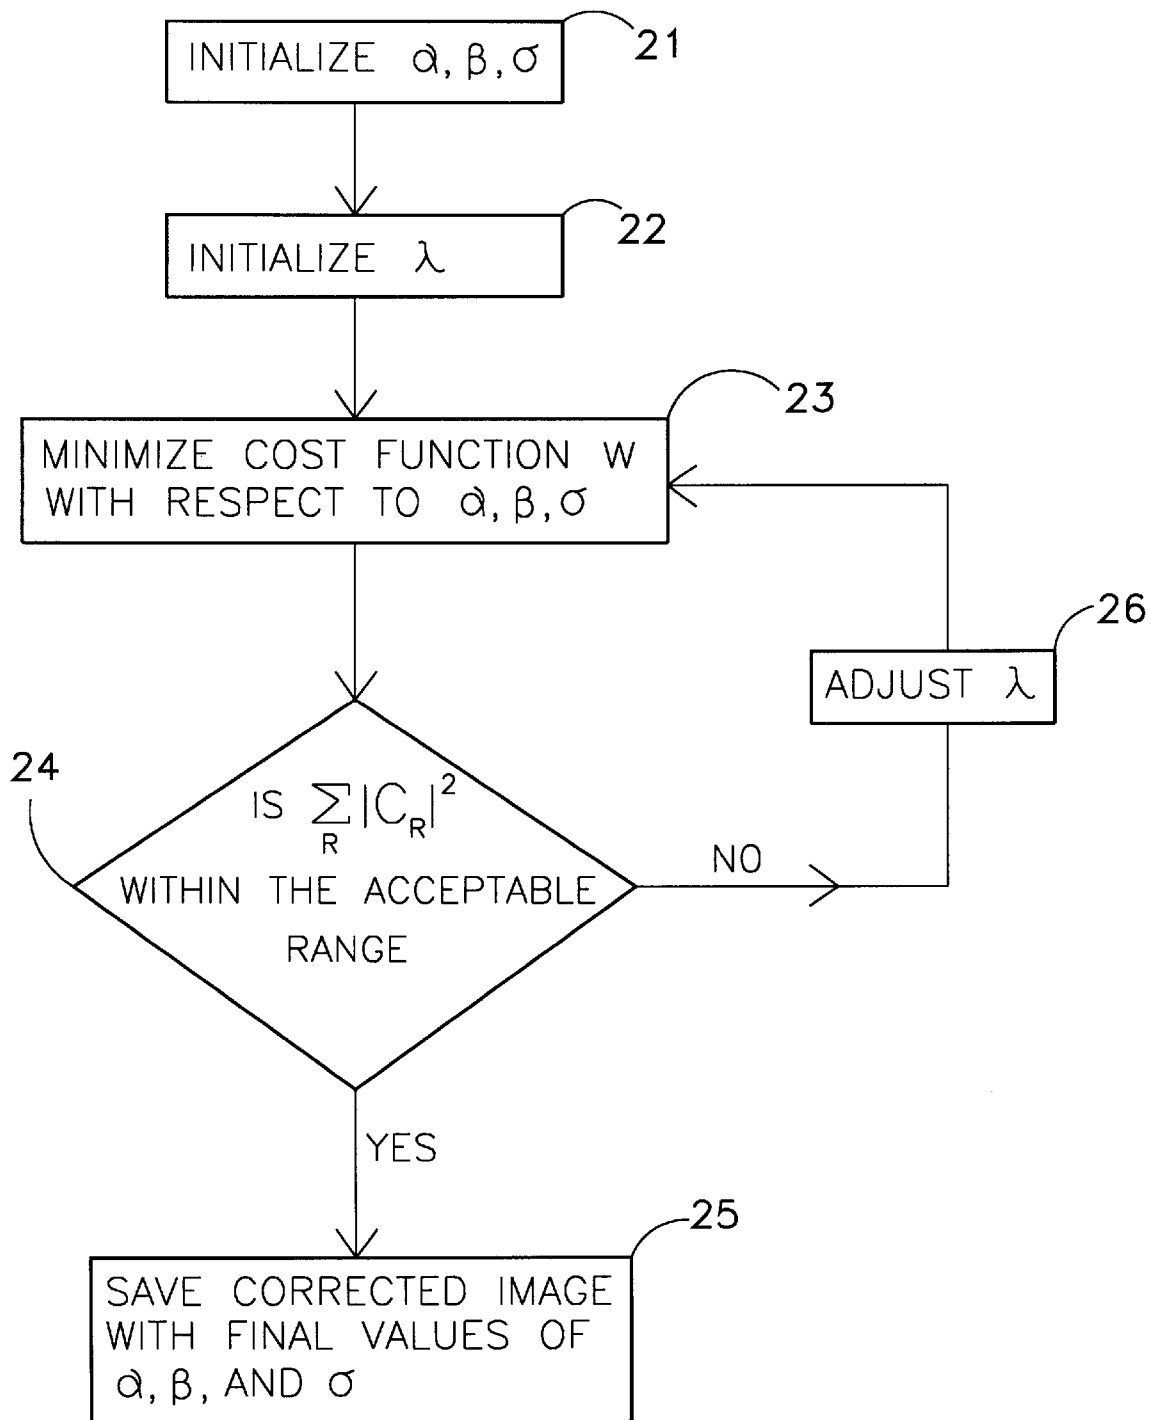 INITIALIZE α, β, σ
21
INITIALIZE λ
22
23
MINIMIZE COST FUNCTION W
WITH RESPECT TO α, β, σ
26
ADJUST λ
24
IS ∑_R |C_R|²
WITHIN THE ACCEPTABLE
RANGE
NO
YES
25
SAVE CORRECTED IMAGE
WITH FINAL VALUES OF
α, β, AND σ